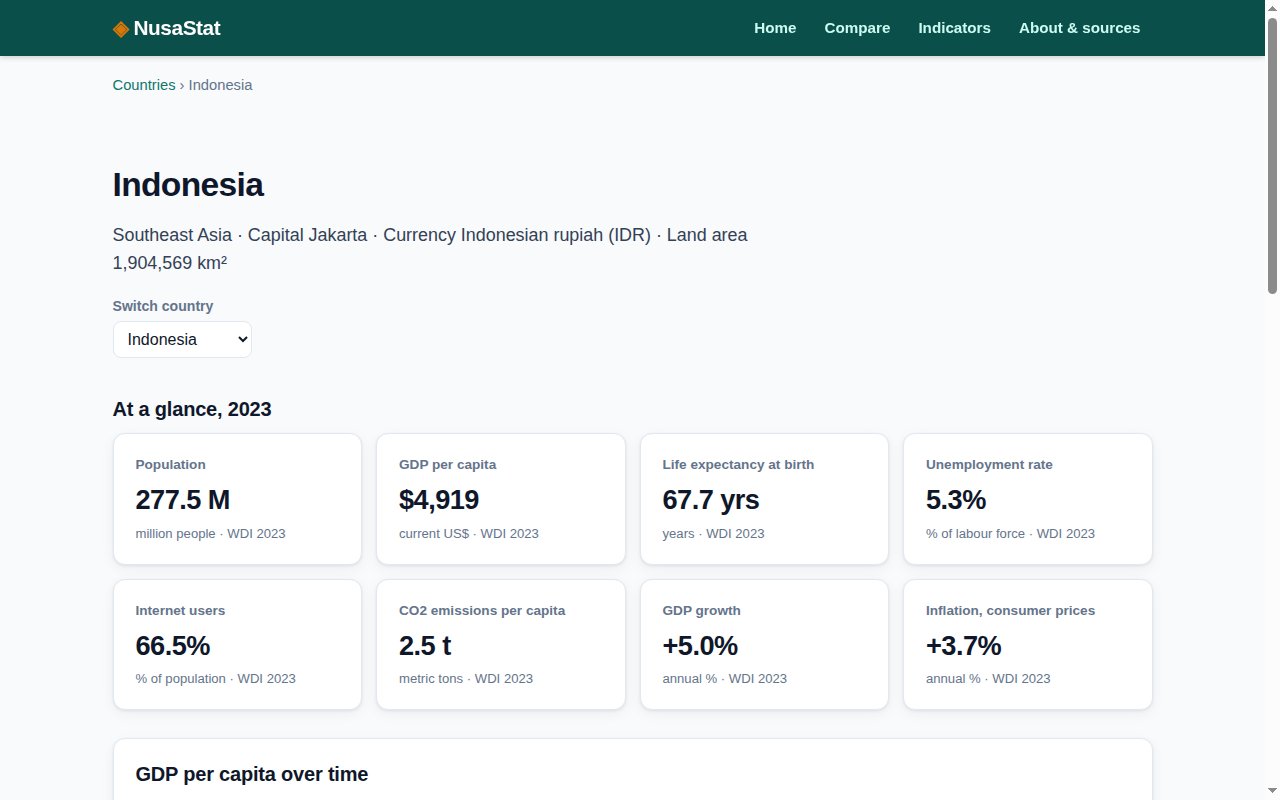 ◈ NusaStat
Home Compare Indicators About & sources
Countries › Indonesia
Indonesia
Southeast Asia · Capital Jakarta · Currency Indonesian rupiah (IDR) · Land area
1,904,569 km²
Switch country
Indonesia
At a glance, 2023
Population
277.5 M
million people · WDI 2023
GDP per capita
$4,919
current US$ · WDI 2023
Life expectancy at birth
67.7 yrs
years · WDI 2023
Unemployment rate
5.3%
% of labour force · WDI 2023
Internet users
66.5%
% of population · WDI 2023
CO2 emissions per capita
2.5 t
metric tons · WDI 2023
GDP growth
+5.0%
annual % · WDI 2023
Inflation, consumer prices
+3.7%
annual % · WDI 2023
GDP per capita over time